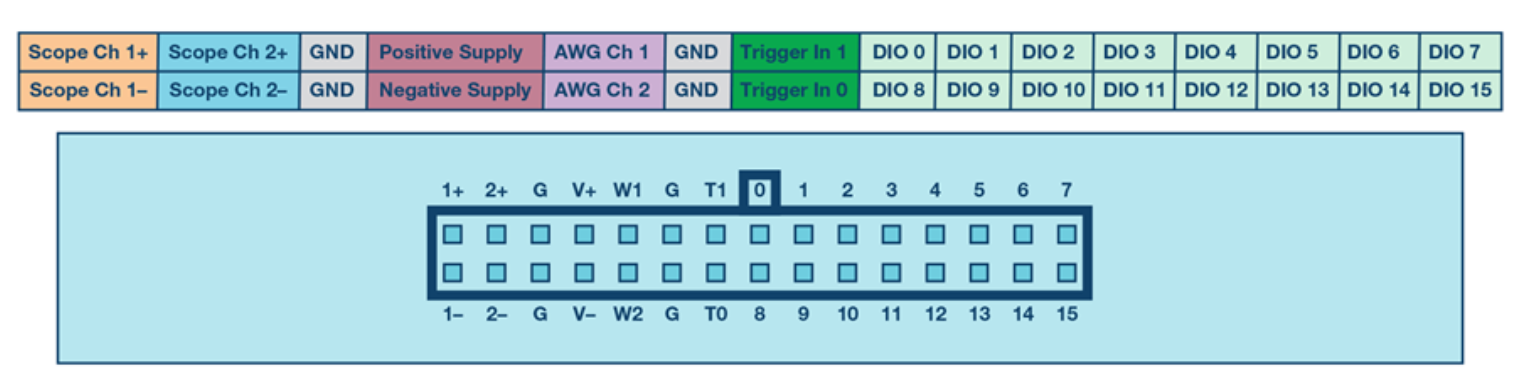 Scope Ch 1+ Scope Ch 2+ GND Positive Supply AWG Ch 1 GND Trigger In 1 DIO 0 DIO 1 DIO 2 DIO 3 DIO 4 DIO 5 DIO 6 DIO 7
Scope Ch 1– Scope Ch 2– GND Negative Supply AWG Ch 2 GND Trigger In 0 DIO 8 DIO 9 DIO 10 DIO 11 DIO 12 DIO 13 DIO 14 DIO 15
1+ 2+ G V+ W1 G T1 0 1 2 3 4 5 6 7
1– 2– G V– W2 G T0 8 9 10 11 12 13 14 15